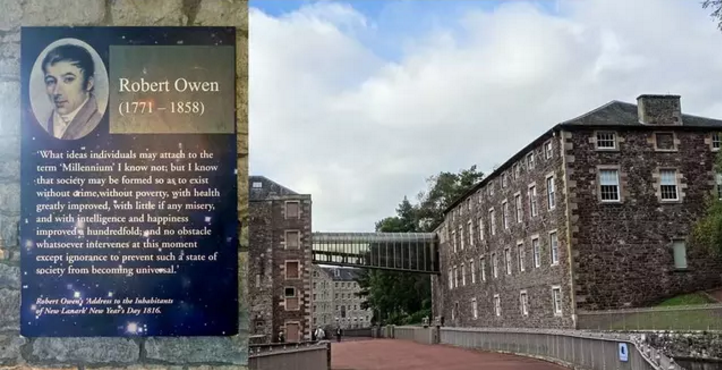 Robert Owen
(1771 – 1858)
'What ideas individuals may attach to the
term 'Millennium' I know not; but I know
that society may be formed so as to exist
without crime, without poverty, with health
greatly improved, with little if any misery,
and with intelligence and happiness
improved a hundredfold; and no obstacle
whatsoever intervenes at this moment
except ignorance to prevent such a state of
society from becoming universal.'
Robert Owen's 'Address to the Inhabitants
of New Lanark' New Year's Day 1816.